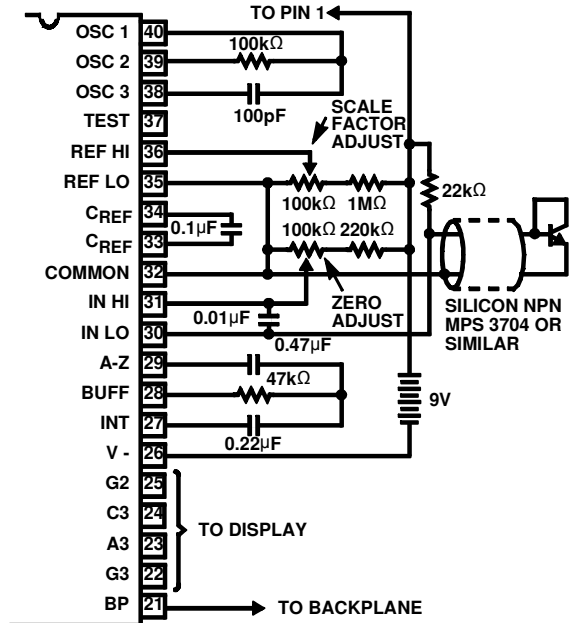 TO PIN 1
OSC 1 40
100kΩ
OSC 2 39
OSC 3 38
100pF
SCALE
FACTOR
ADJUST
TEST 37
REF HI 36
REF LO 35
100kΩ 1MΩ
22kΩ
CREF 34
0.1µF
100kΩ 220kΩ
CREF 33
COMMON 32
IN HI 31
ZERO
ADJUST
0.01µF
SILICON NPN
MPS 3704 OR
SIMILAR
IN LO 30
0.47µF
A-Z 29
47kΩ
BUFF 28
9V
INT 27
0.22µF
V - 26
G2 25
C3 24
TO DISPLAY
A3 23
G3 22
BP 21
TO BACKPLANE